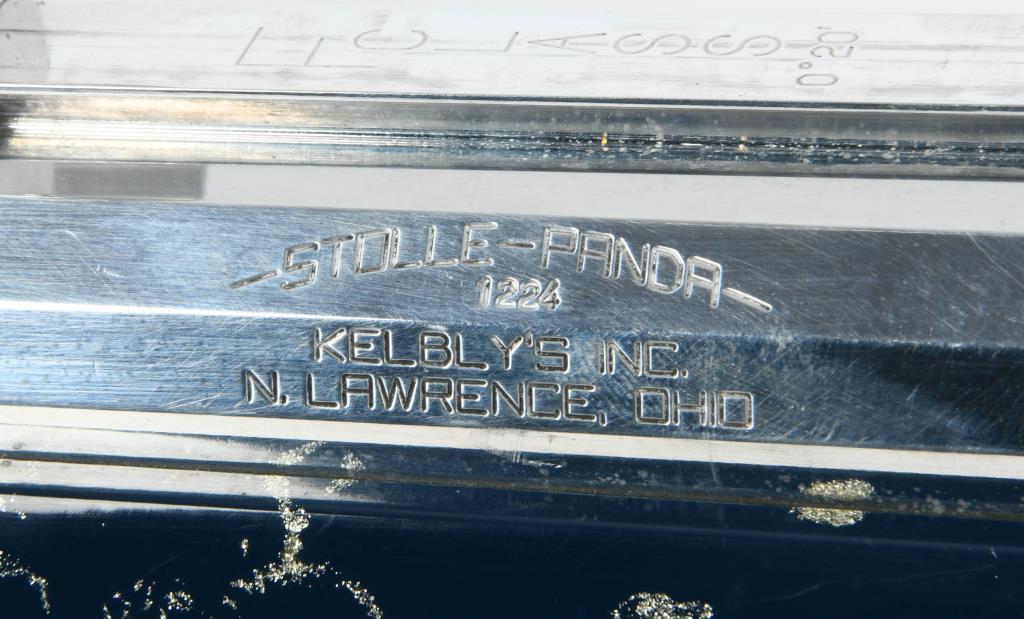 STOLLE-PANDA
1224
KELBLY'S INC.
N. LAWRENCE, OHIO